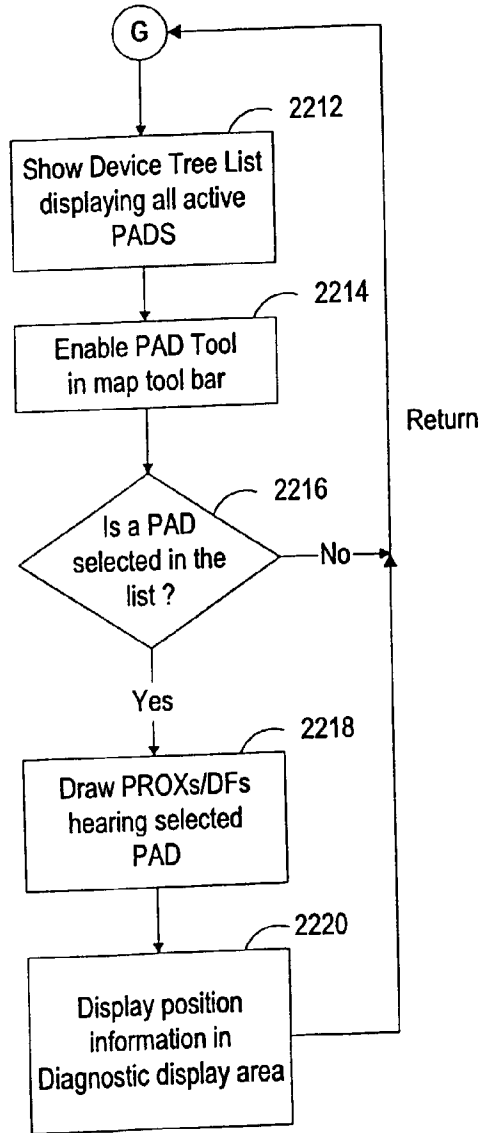 G
2212
Show Device Tree List
displaying all active
PADS
2214
Enable PAD Tool
in map tool bar
Return
2216
Is a PAD
selected in the
list ?
No
Yes
2218
Draw PROXs/DFs
hearing selected
PAD
2220
Display position
information in
Diagnostic display area